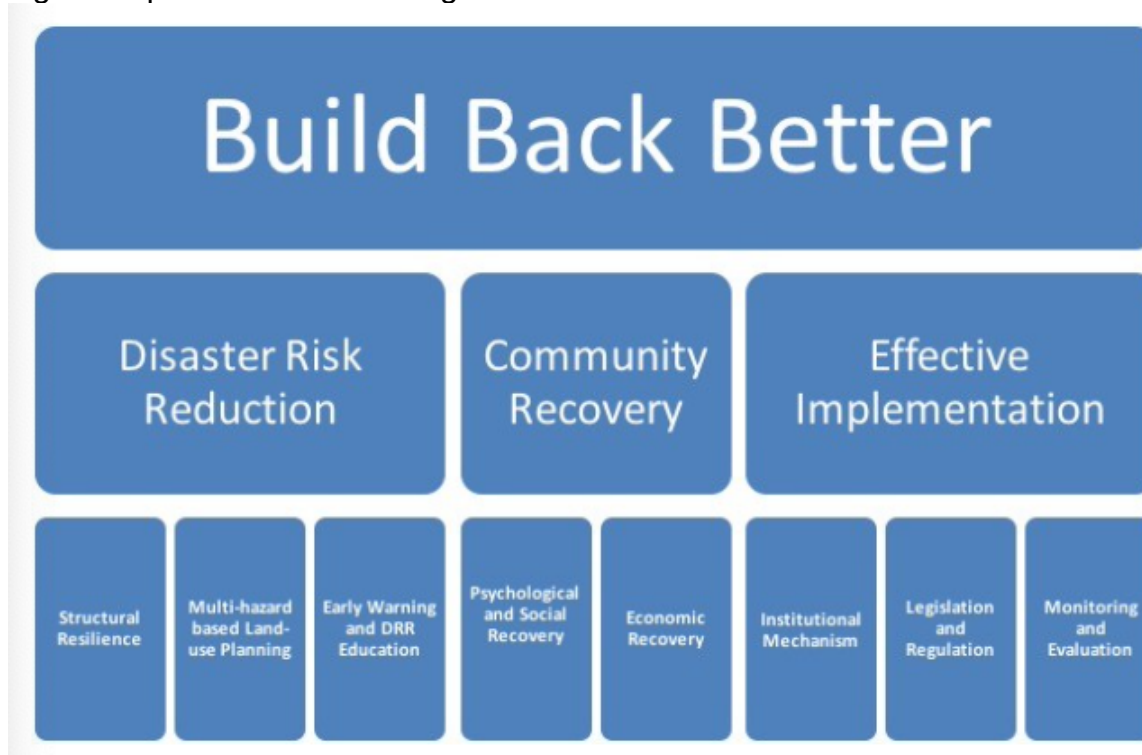 Build Back Better
Disaster Risk
Reduction
Community
Recovery
Effective
Implementation
Structural
Resilience
Multi-hazard
based Land-
use Planning
Early Warning
and DRR
Education
Psychological
and Social
Recovery
Economic
Recovery
Institutional
Mechanism
Legislation
and
Regulation
Monitoring
and
Evaluation